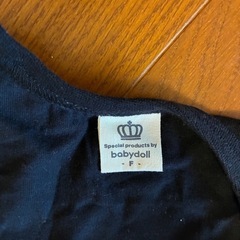 Special products by
babydoll
- F -